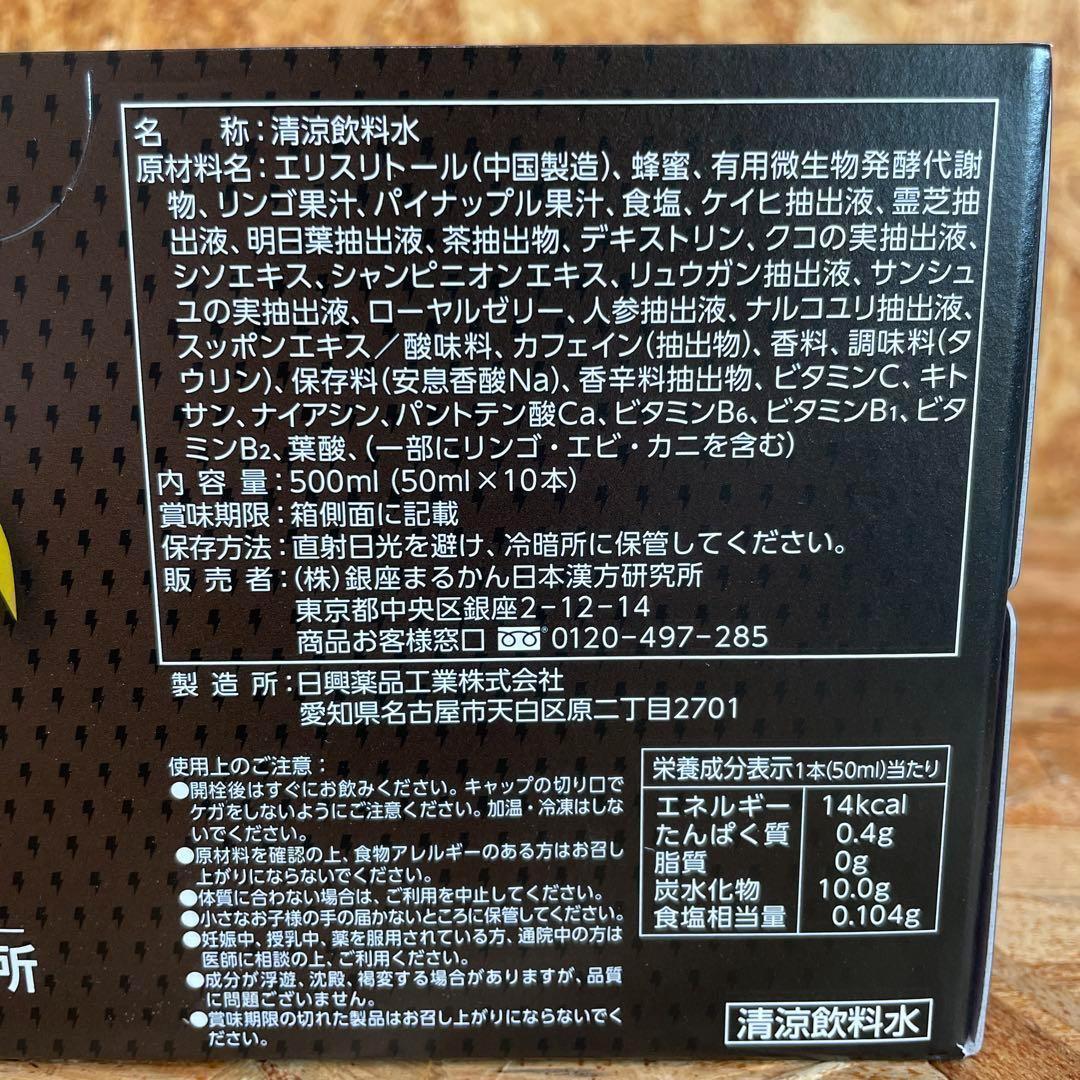 名 称：清涼飲料水
原材料名：エリスリトール（中国製造）、蜂蜜、有用微生物発酵代謝
物、リンゴ果汁、パイナップル果汁、食塩、ケイヒ抽出液、霊芝抽
出液、明日葉抽出液、茶抽出物、デキストリン、クコの実抽出液、
シソエキス、シャンピニオンエキス、リュウガン抽出液、サンシュ
ユの実抽出液、ローヤルゼリー、人参抽出液、ナルコユリ抽出液、
スッポンエキス／酸味料、カフェイン（抽出物）、香料、調味料（タ
ウリン）、保存料（安息香酸Na）、香辛料抽出物、ビタミンC、キト
サン、ナイアシン、パントテン酸Ca、ビタミンB6、ビタミンB1、ビタ
ミンB2、葉酸、（一部にリンゴ・エビ・カニを含む）
内 容 量：500ml（50ml×10本）
賞味期限：箱側面に記載
保存方法：直射日光を避け、冷暗所に保管してください。
販 売 者：（株）銀座まるかん日本漢方研究所
東京都中央区銀座2-12-14
商品お客様窓口 0120-497-285
製 造 所：日興薬品工業株式会社
愛知県名古屋市天白区原二丁目2701
使用上のご注意：
●開栓後はすぐにお飲みください。キャップの切り口で
ケガをしないようにご注意ください。加温・冷凍はしな
いでください。
●原材料を確認の上、食物アレルギーのある方はお召し
上がりにならないでください。
●体質に合わない場合は、ご利用を中止してください。
●小さなお子様の手の届かないところに保管してください。
●妊娠中、授乳中、薬を服用されている方、通院中の方は
医師に相談の上、ご利用ください。
●成分が浮遊、沈殿、褐変する場合がありますが、品質
に問題ございません。
●賞味期限の切れた製品はお召し上がりにならないでく
ださい。
栄養成分表示1本（50ml）当たり
エネルギー 14kcal
たんぱく質 0.4g
脂質 0g
炭水化物 10.0g
食塩相当量 0.104g
所
清涼飲料水